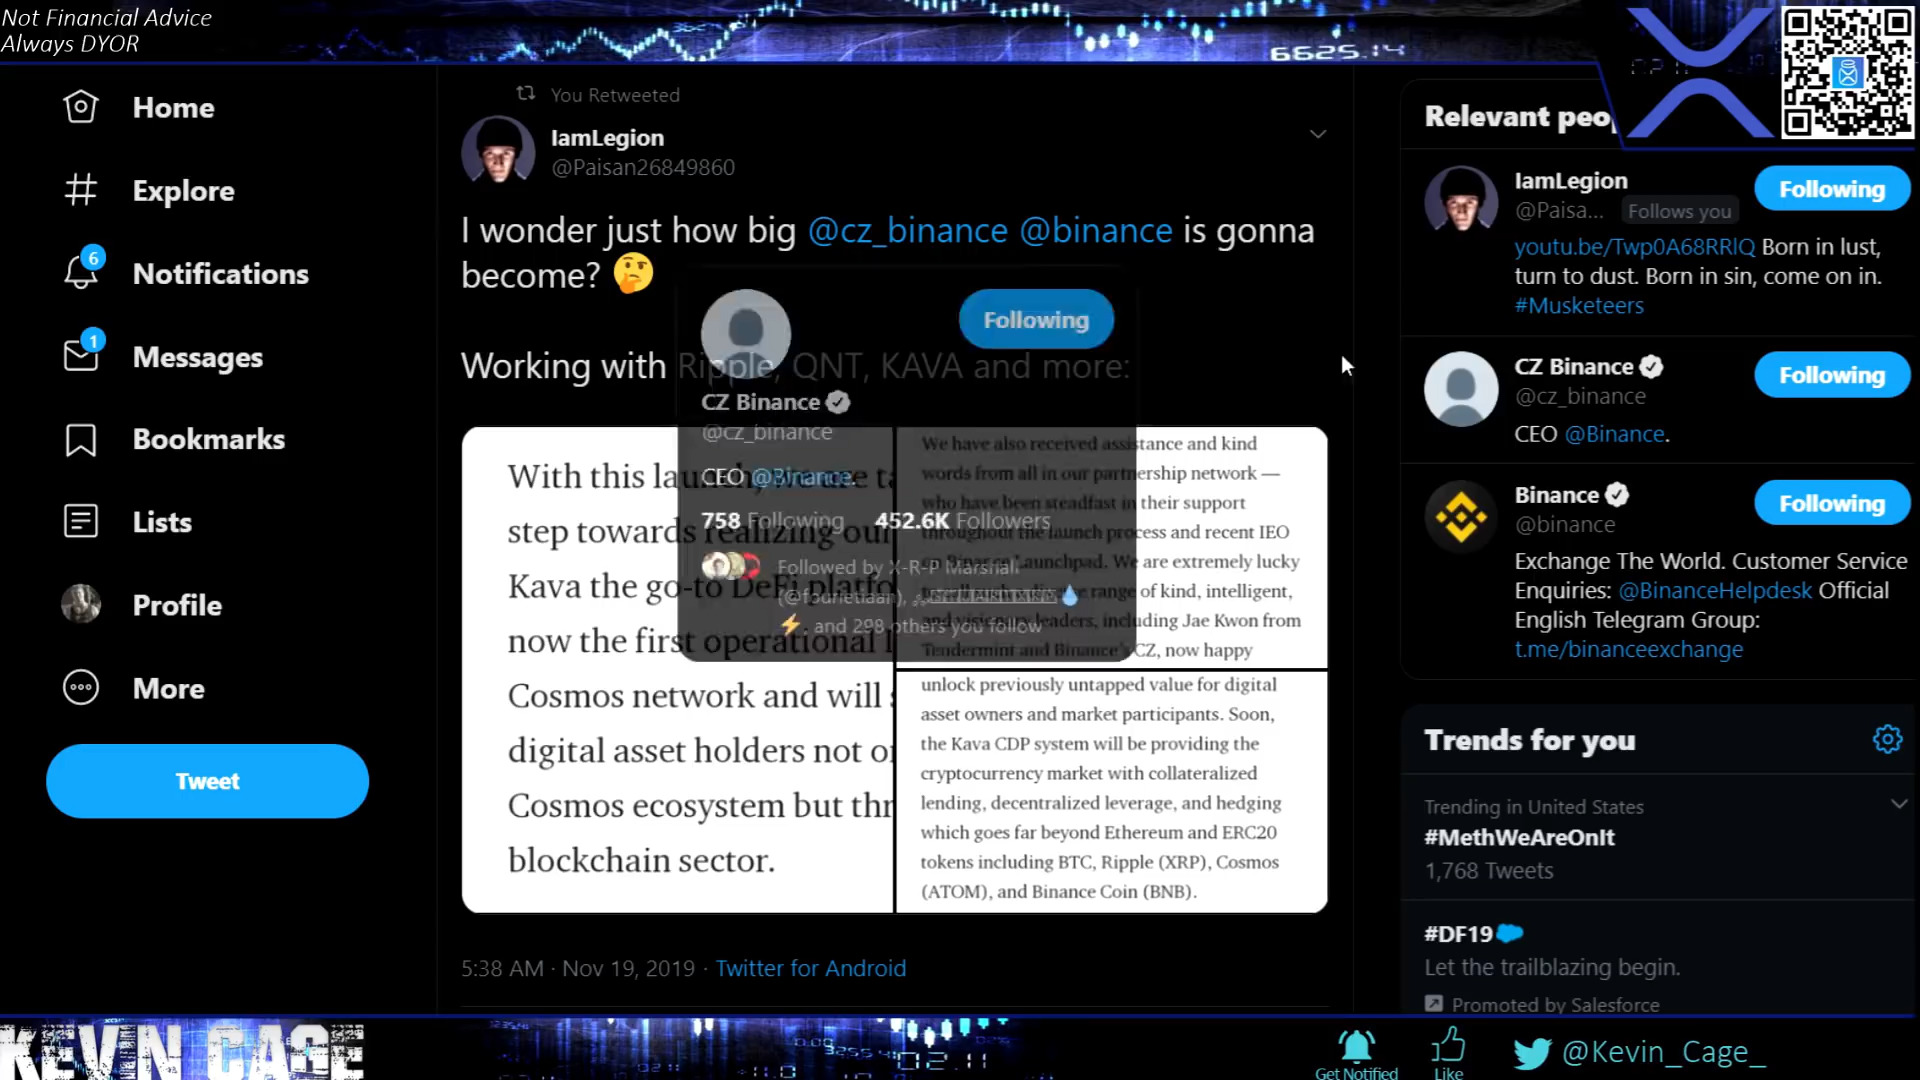 Not Financial Advice
Always DYOR
6625.14
Home
Explore
6
Notifications
1
Messages
Bookmarks
Lists
Profile
More
Tweet
You Retweeted
IamLegion
@Paisan26849860
I wonder just how big @cz_binance @binance is gonna
become? 🤔
Working with Ripple, QNT, KAVA and more:
Following
CZ Binance
@cz_binance
CEO @Binance.
758 Following 452.6K Followers
Followed by X-R-P Marshall
(@fourietiaan),
⚡ and 298 others you follow
With this launch, we are ta
step towards realizing our
Kava the go-to DeFi platfo
now the first operational
Cosmos network and will
digital asset holders not o
Cosmos ecosystem but thr
blockchain sector.
We have also received assistance and kind
words from all in our partnership network —
who have been steadfast in their support
throughout the launch process and recent IEO
on Binance Launchpad. We are extremely lucky
range of kind, intelligent,
and visionary leaders, including Jae Kwon from
Tendermint and Binance's CZ, now happy
unlock previously untapped value for digital
asset owners and market participants. Soon,
the Kava CDP system will be providing the
cryptocurrency market with collateralized
lending, decentralized leverage, and hedging
which goes far beyond Ethereum and ERC20
tokens including BTC, Ripple (XRP), Cosmos
(ATOM), and Binance Coin (BNB).
5:38 AM · Nov 19, 2019 · Twitter for Android
Relevant peo
IamLegion
@Paisa... Follows you
Following
youtu.be/Twp0A68RRlQ Born in lust,
turn to dust. Born in sin, come on in.
#Musketeers
CZ Binance
@cz_binance
Following
CEO @Binance.
Binance
@binance
Following
Exchange The World. Customer Service
Enquiries: @BinanceHelpdesk Official
English Telegram Group:
t.me/binanceexchange
Trends for you
Trending in United States
#MethWeAreOnIt
1,768 Tweets
#DF19
Let the trailblazing begin.
Promoted by Salesforce
KEVIN CAGE
02.11
Get Notified
Like
@Kevin_Cage_